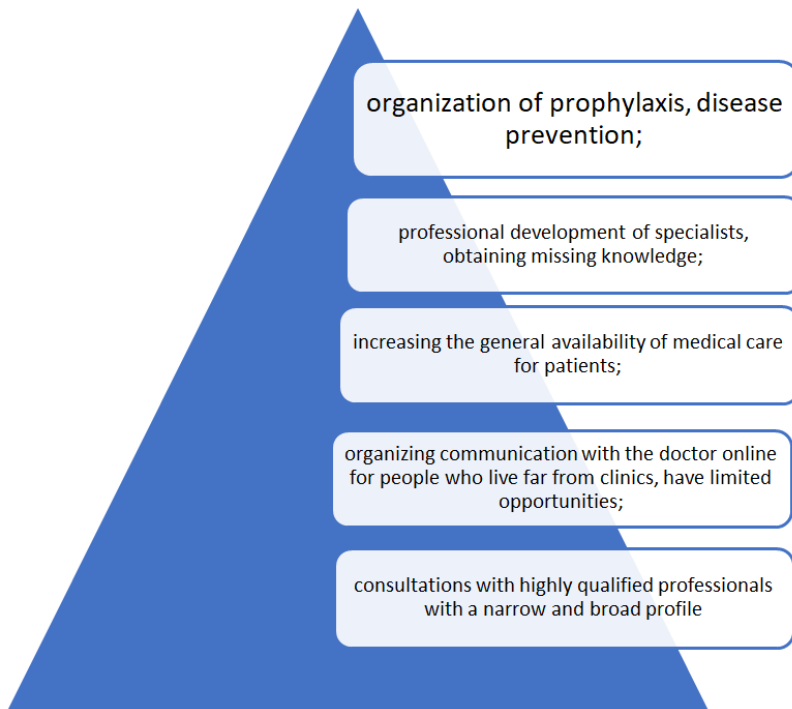 organization of prophylaxis, disease
prevention;
professional development of specialists,
obtaining missing knowledge;
increasing the general availability of medical care
for patients;
organizing communication with the doctor online
for people who live far from clinics, have limited
opportunities;
consultations with highly qualified professionals
with a narrow and broad profile